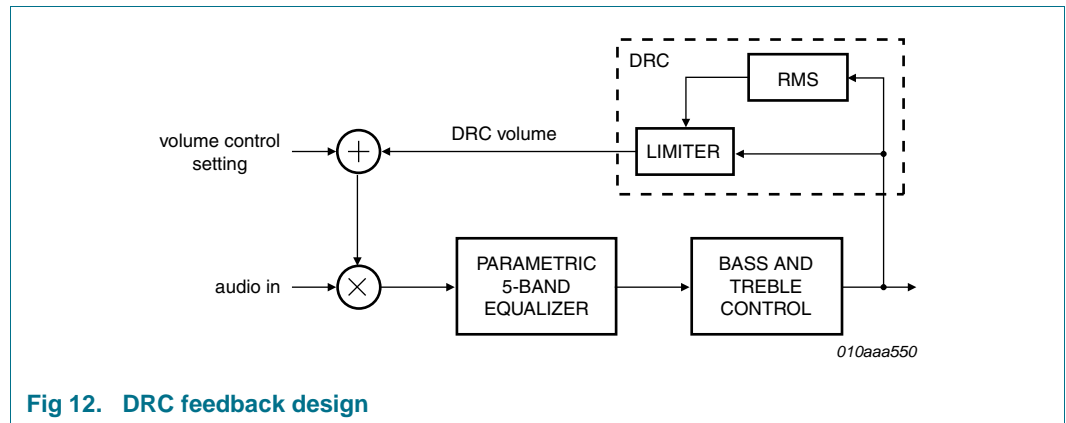 DRC
RMS
volume control
setting
+
DRC volume
LIMITER
audio in
×
PARAMETRIC
5-BAND
EQUALIZER
BASS AND
TREBLE
CONTROL
010aaa550
Fig 12. DRC feedback design